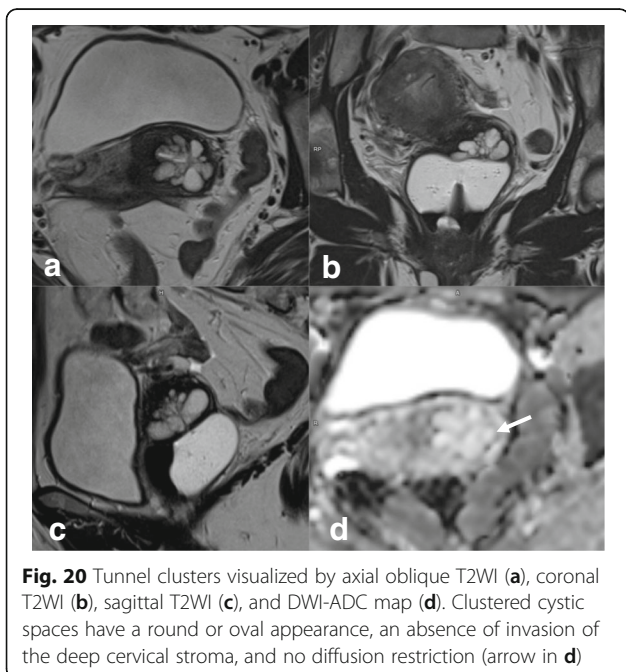 a
b
c
d
RP
H
Fig. 20 Tunnel clusters visualized by axial oblique T2WI (a), coronal
T2WI (b), sagittal T2WI (c), and DWI-ADC map (d). Clustered cystic
spaces have a round or oval appearance, an absence of invasion of
the deep cervical stroma, and no diffusion restriction (arrow in d)